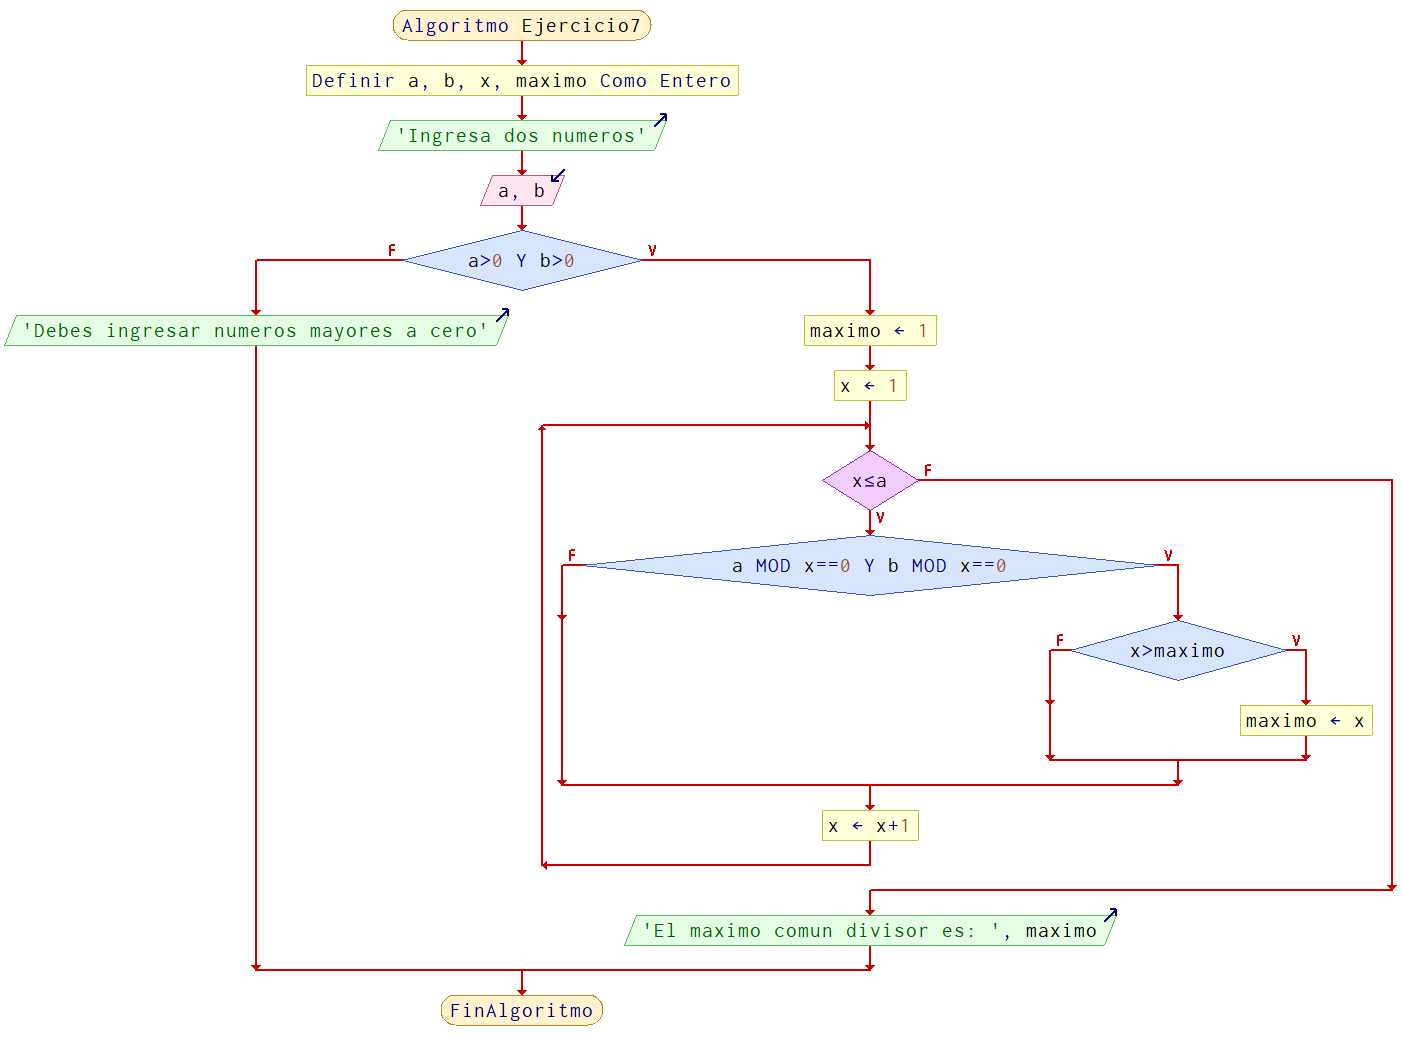 Algoritmo Ejercicio7
Definir a, b, x, maximo Como Entero
'Ingresa dos numeros'
a, b
F
V
a>0 Y b>0
'Debes ingresar numeros mayores a cero'
maximo ← 1
x ← 1
F
x≤a
V
F
V
a MOD x==0 Y b MOD x==0
F
V
x>maximo
maximo ← x
x ← x+1
'El maximo comun divisor es: ', maximo
FinAlgoritmo